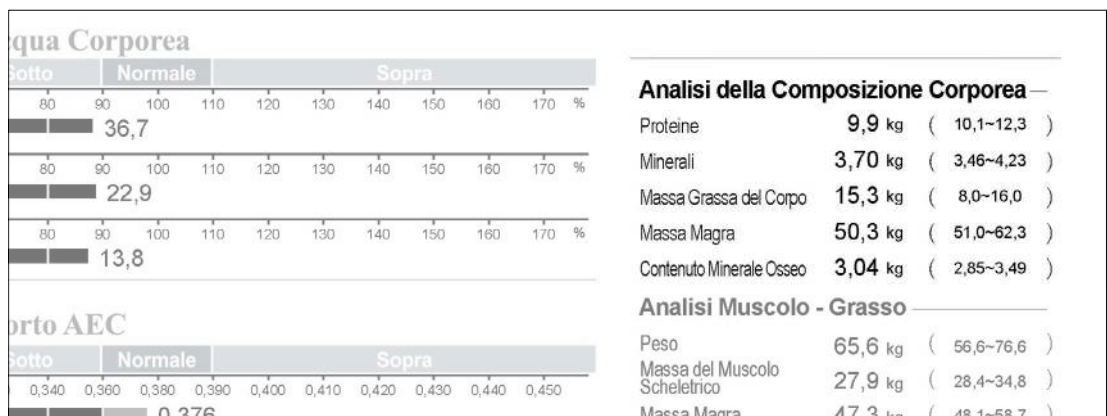 cqua Corporea
Sotto Normale Sopra
80 90 100 110 120 130 140 150 160 170 %
36,7
80 90 100 110 120 130 140 150 160 170 %
22,9
80 90 100 110 120 130 140 150 160 170 %
13,8
orto AEC
Sotto Normale Sopra
0,340 0,360 0,380 0,390 0,400 0,410 0,420 0,430 0,440 0,450
0,376
Analisi della Composizione Corporea
Proteine 9,9 kg ( 10,1~12,3 )
Minerali 3,70 kg ( 3,46~4,23 )
Massa Grassa del Corpo 15,3 kg ( 8,0~16,0 )
Massa Magra 50,3 kg ( 51,0~62,3 )
Contenuto Minerale Osseo 3,04 kg ( 2,85~3,49 )
Analisi Muscolo - Grasso
Peso 65,6 kg ( 56,6~76,6 )
Massa del Muscolo
Scheletrico 27,9 kg ( 28,4~34,8 )
Massa Magra 47,3 kg ( 48,1~58,7 )